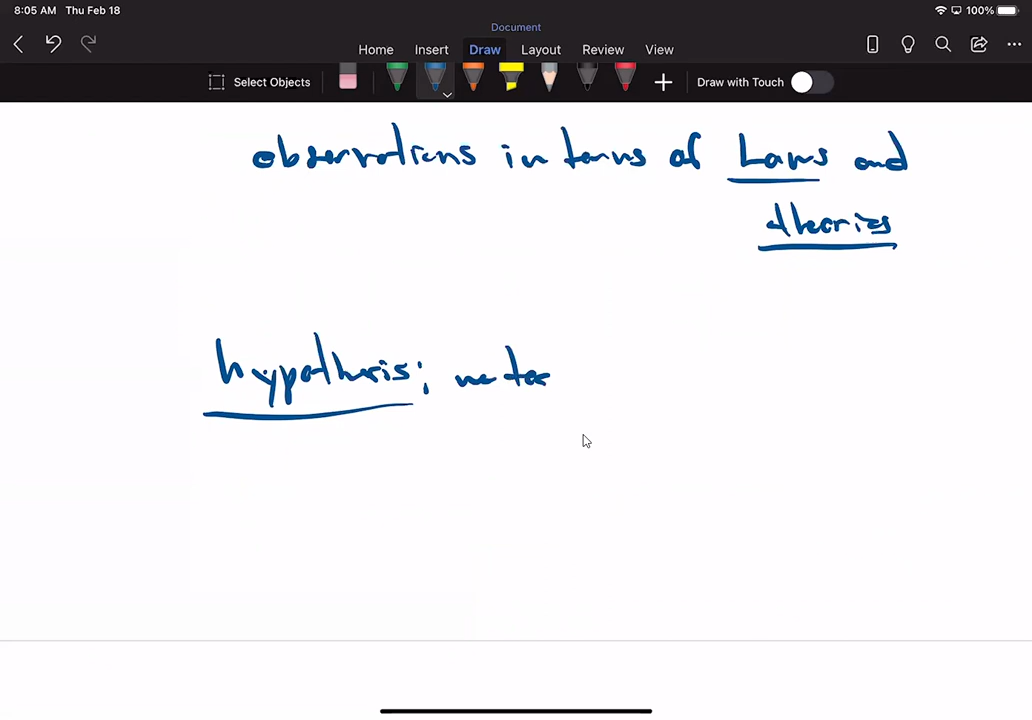 8:05 AM Thu Feb 18 100%
Document
Home Insert Draw Layout Review View
Select Objects Draw with Touch
observations in terms of Laws and
theories
hypothesis;